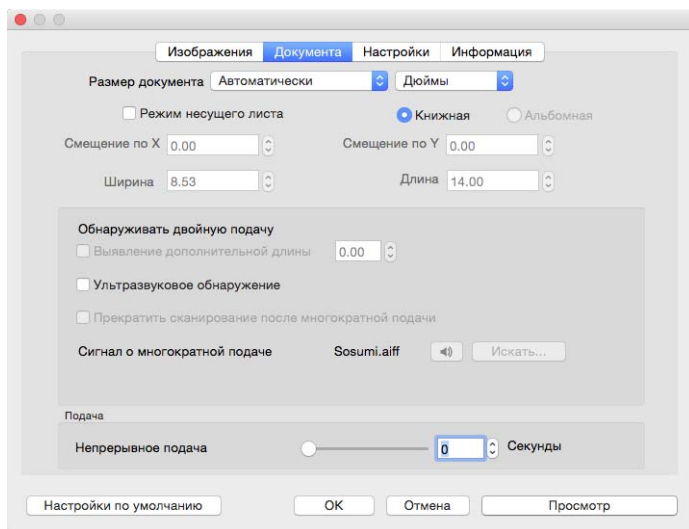 Изображения Документа Настройки Информация
Размер документа Автоматически Дюймы
Режим несущего листа Книжная Альбомная
Смещение по X 0.00 Смещение по Y 0.00
Ширина 8.53 Длина 14.00
Обнаруживать двойную подачу
Выявление дополнительной длины 0.00
Ультразвуковое обнаружение
Прекратить сканирование после многократной подачи
Сигнал о многократной подаче Sosumi.aiff Искать...
Подача
Непрерывное подача 0 Секунды
Настройки по умолчанию OK Отмена Просмотр